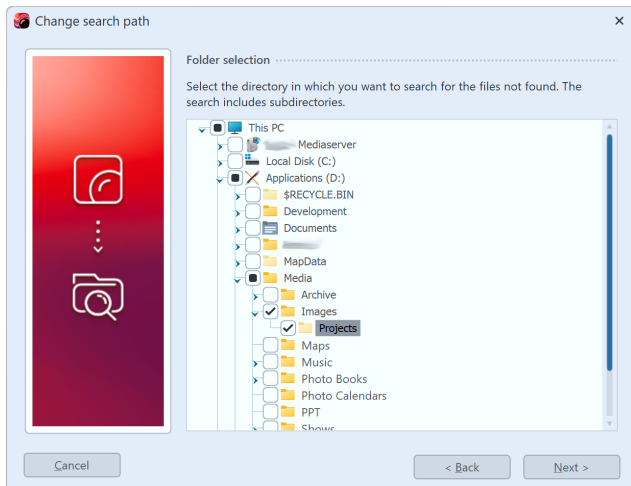 Change search path
Folder selection
Select the directory in which you want to search for the files not found. The
search includes subdirectories.
This PC
Mediaserver
Local Disk (C:)
Applications (D:)
$RECYCLE.BIN
Development
Documents
MapData
Media
Archive
Images
Projects
Maps
Music
Photo Books
Photo Calendars
PPT
Shows
Cancel
< Back
Next >